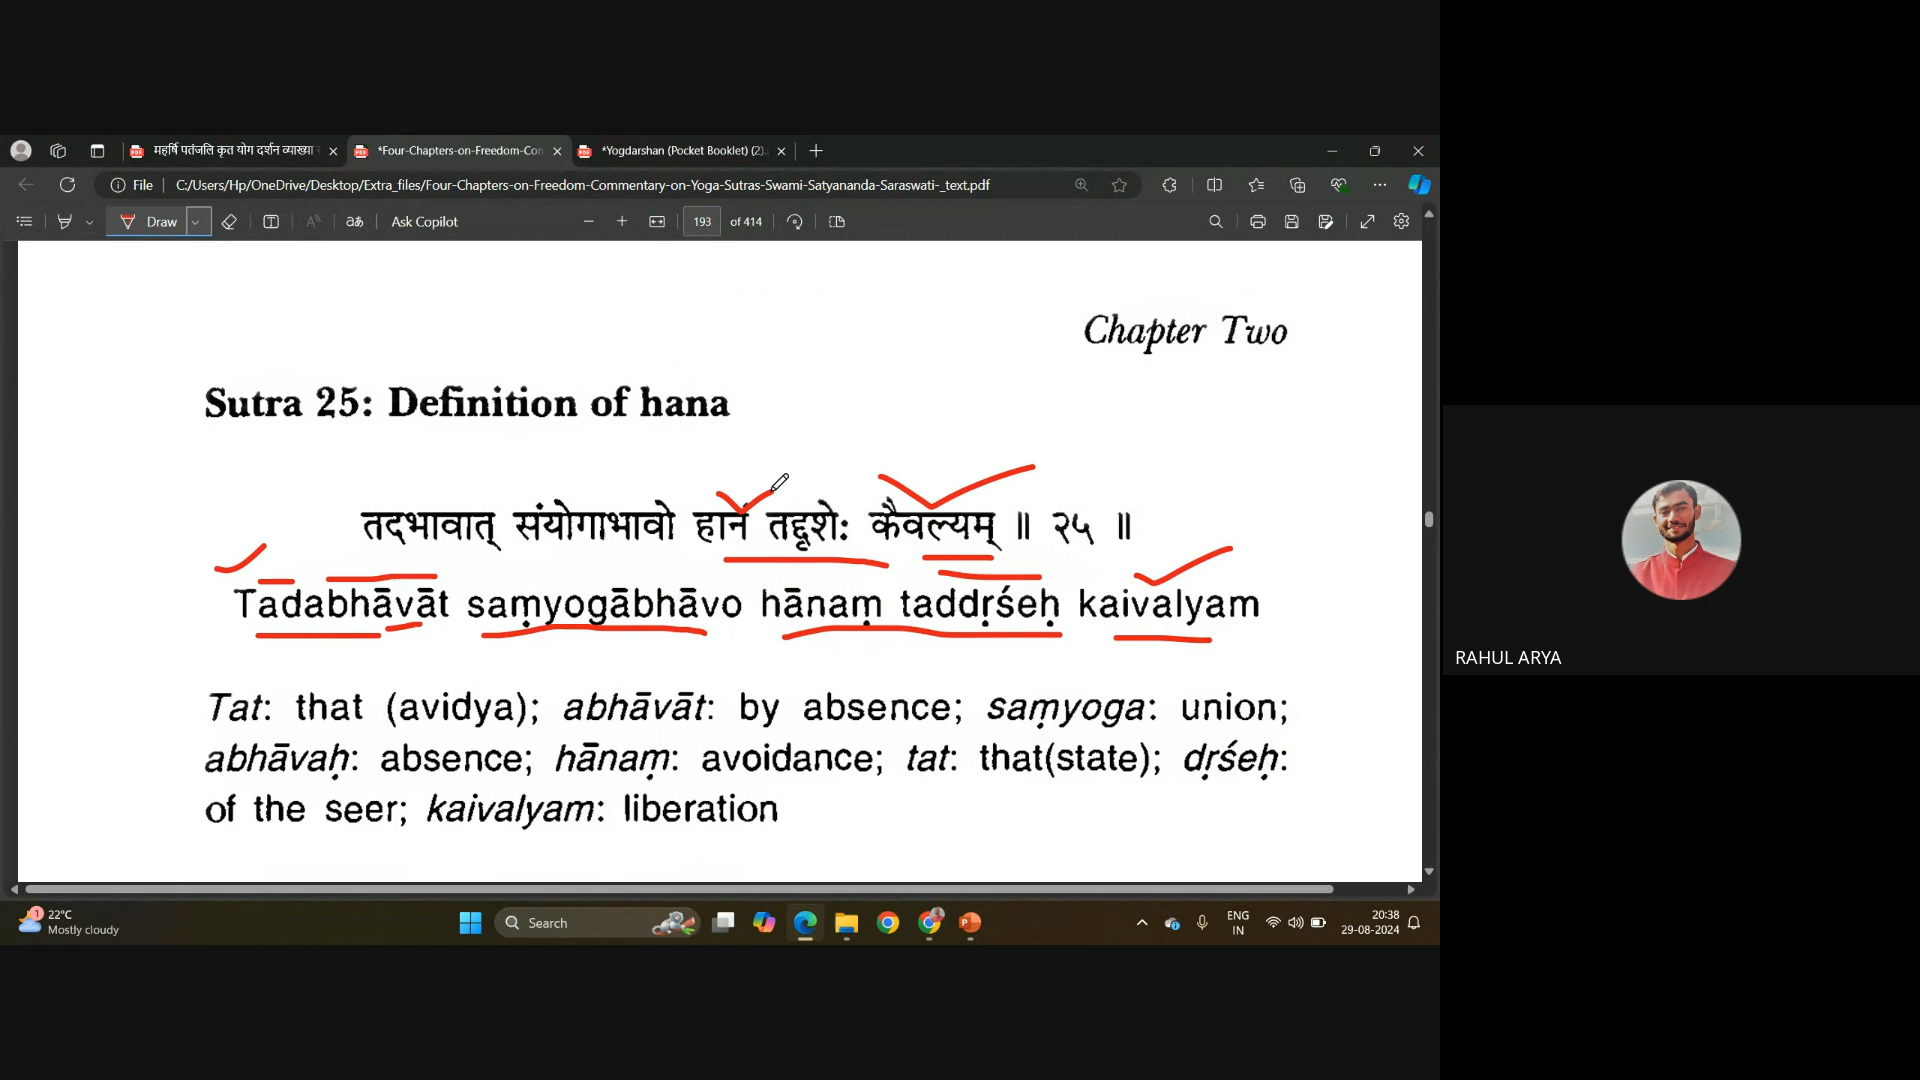 महर्षि पतंजलि कृत योग दर्शन व्याख्या
*Four-Chapters-on-Freedom-Com
*Yogdarshan (Pocket Booklet) (2).
File
C:/Users/Hp/OneDrive/Desktop/Extra_files/Four-Chapters-on-Freedom-Commentary-on-Yoga-Sutras-Swami-Satyananda-Saraswati-_text.pdf
Draw
aあ
Ask Copilot
193 of 414
Chapter Two
Sutra 25: Definition of hana
तदभावात् संयोगाभावो हानं तद्दृशेः कैवल्यम् ॥ २५ ॥
Tadabhāvāt saṃyogābhāvo hānaṃ taddṛśeḥ kaivalyam
Tat: that (avidya); abhāvāt: by absence; saṃyoga: union;
abhāvaḥ: absence; hānaṃ: avoidance; tat: that(state); dṛśeḥ:
of the seer; kaivalyam: liberation
RAHUL ARYA
1
22°C
Mostly cloudy
Search
ENG
IN
20:38
29-08-2024